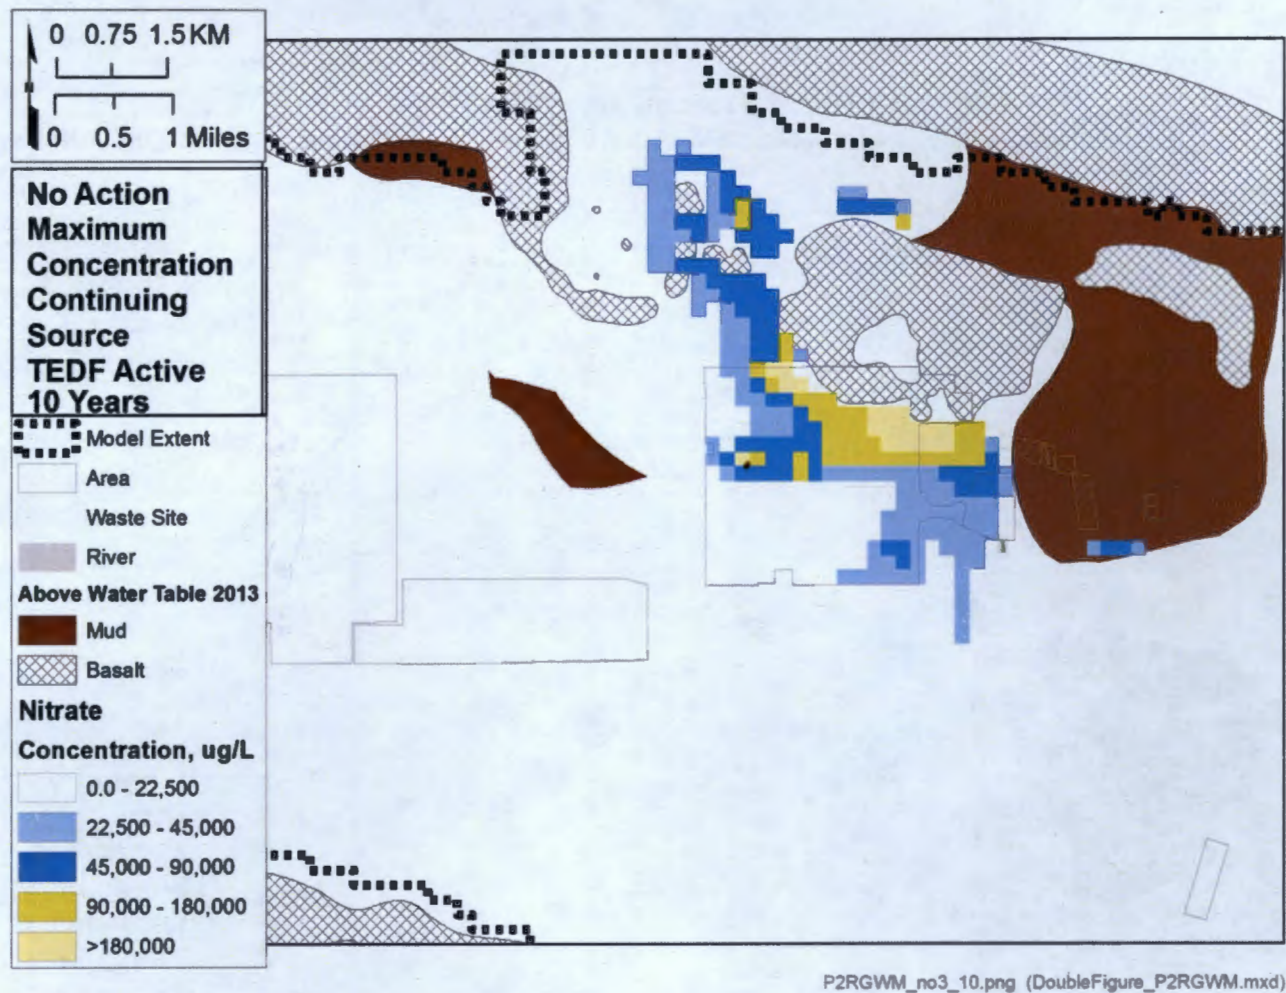 0 0.75 1.5 KM
0 0.5 1 Miles
No Action
Maximum
Concentration
Continuing
Source
TEDF Active
10 Years
Model Extent
Area
Waste Site
River
Above Water Table 2013
Mud
Basalt
Nitrate
Concentration, ug/L
0.0 - 22,500
22,500 - 45,000
45,000 - 90,000
90,000 - 180,000
>180,000
P2RGWM_no3_10.png (DoubleFigure_P2RGWM.mxd)